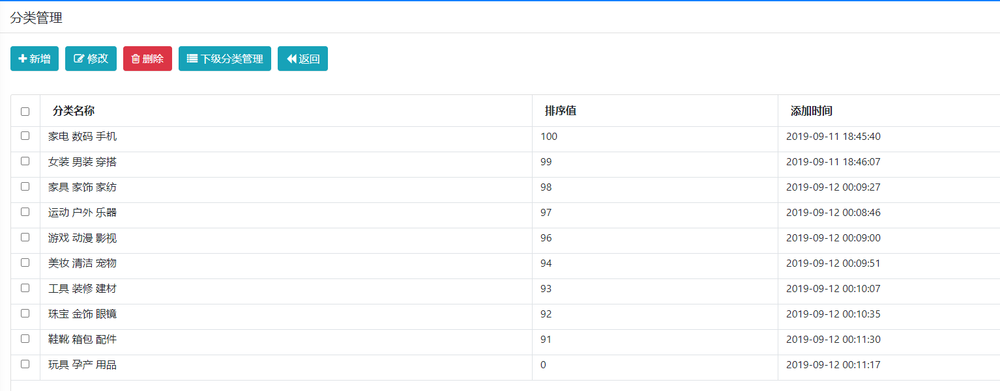 分类管理
新增 修改 删除 下级分类管理 返回
分类名称 排序值 添加时间
家电 数码 手机 100 2019-09-11 18:45:40
女装 男装 穿搭 99 2019-09-11 18:46:07
家具 家饰 家纺 98 2019-09-12 00:09:27
运动 户外 乐器 97 2019-09-12 00:08:46
游戏 动漫 影视 96 2019-09-12 00:09:00
美妆 清洁 宠物 94 2019-09-12 00:09:51
工具 装修 建材 93 2019-09-12 00:10:07
珠宝 金饰 眼镜 92 2019-09-12 00:10:35
鞋靴 箱包 配件 91 2019-09-12 00:11:30
玩具 孕产 用品 0 2019-09-12 00:11:17